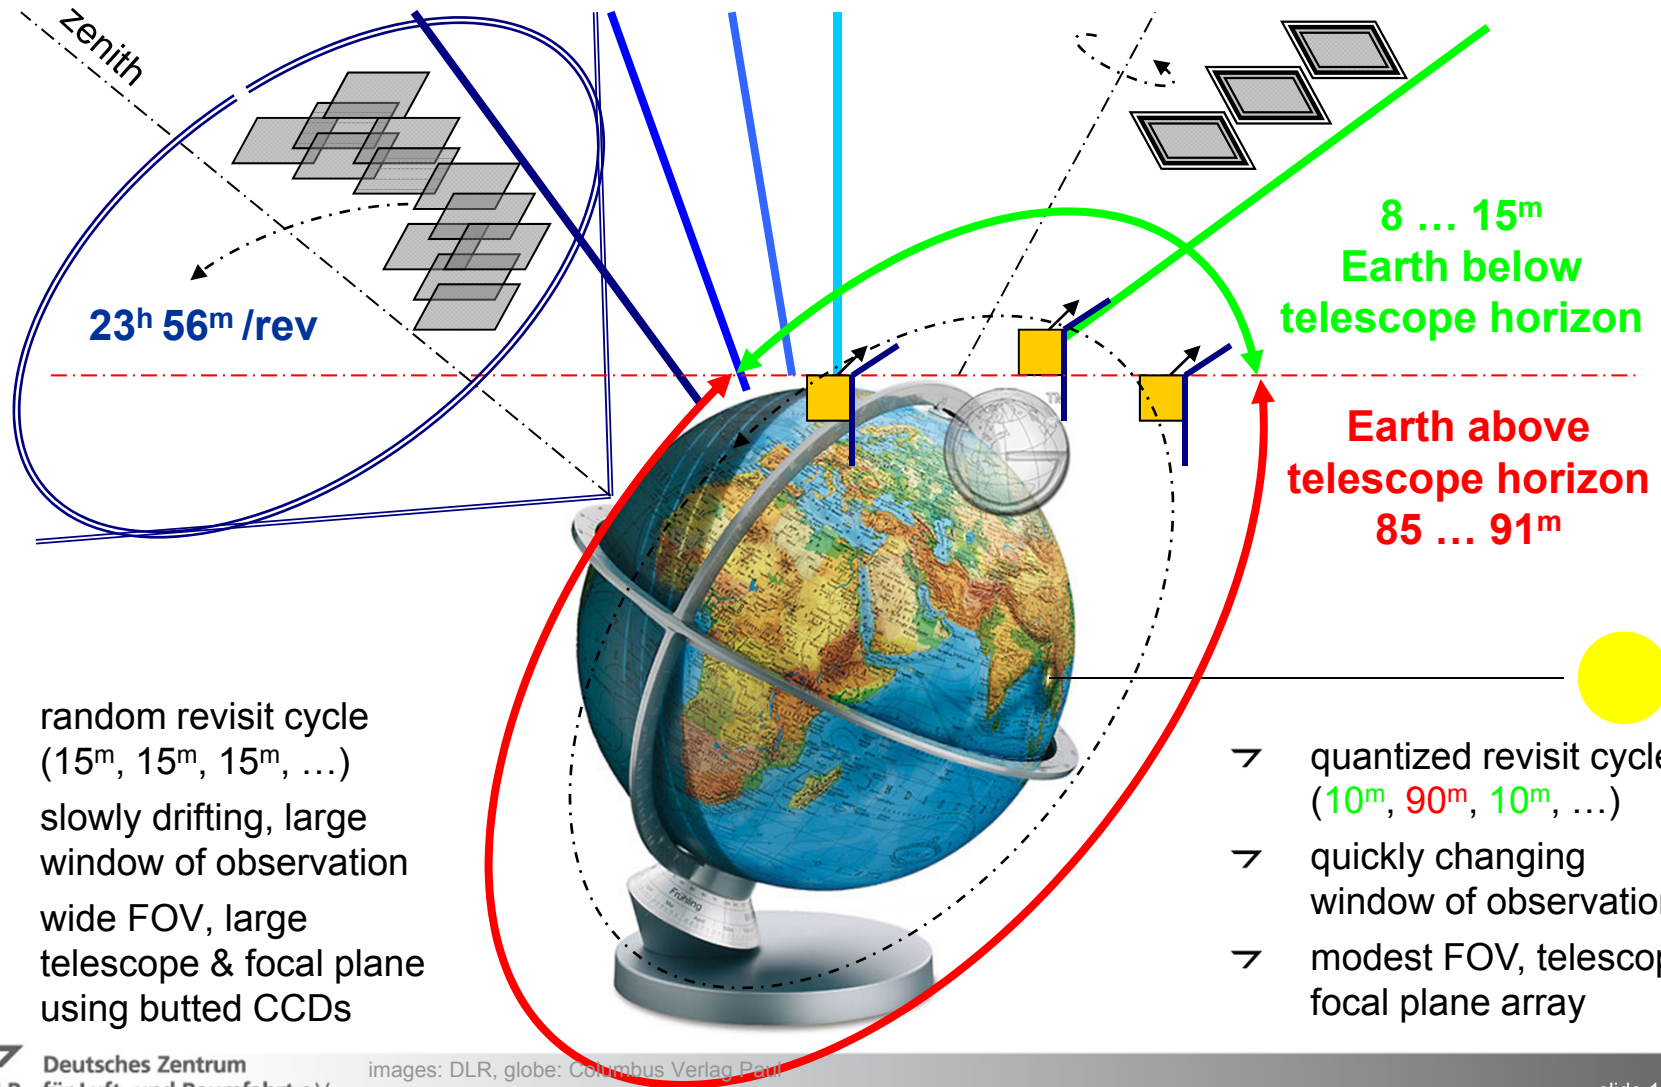 zenith
23h 56m /rev
8 … 15m
Earth below
telescope horizon
Earth above
telescope horizon
85 … 91m
random revisit cycle
(15m, 15m, 15m, …)
slowly drifting, large
window of observation
wide FOV, large
telescope & focal plane
using butted CCDs
quantized revisit cycle
(10m, 90m, 10m, …)
quickly changing
window of observation
modest FOV, telescop
focal plane array
Frühling
Deutsches Zentrum
images: DLR, globe: Columbus Verlag Paul